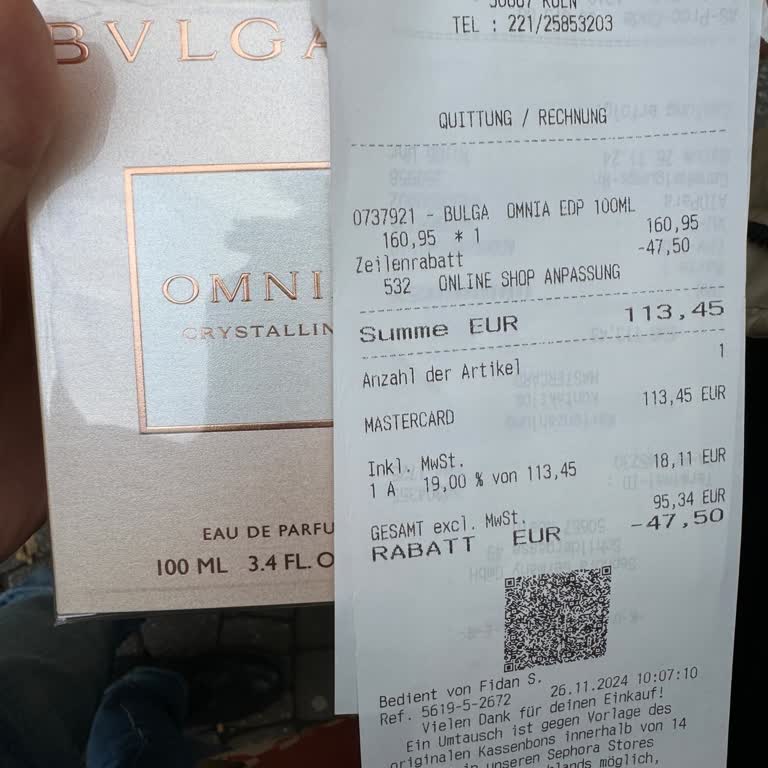 BVLGA
OMNI
CRYSTALLIN
EAU DE PARFU
100 ML 3.4 FL. O
50667 KÖLN
TEL : 221/25853203
QUITTUNG / RECHNUNG
0737921 - BULGA OMNIA EDP 100ML
160,95 * 1 160,95
Zeilenrabatt -47,50
532 ONLINE SHOP ANPASSUNG
Summe EUR 113,45
Anzahl der Artikel 1
MASTERCARD 113,45 EUR
Inkl. MwSt.
1 A 19,00 % von 113,45 18,11 EUR
GESAMT excl. MwSt. 95,34 EUR
RABATT EUR -47,50
Bedient von Fidan S.
Ref. 5619-5-2672 26.11.2024 10:07:10
Vielen Dank für deinen Einkauf!
Ein Umtausch ist gegen Vorlage des
originalen Kassenbons innerhalb von 14
in unseren Sephora Stores
möglich,